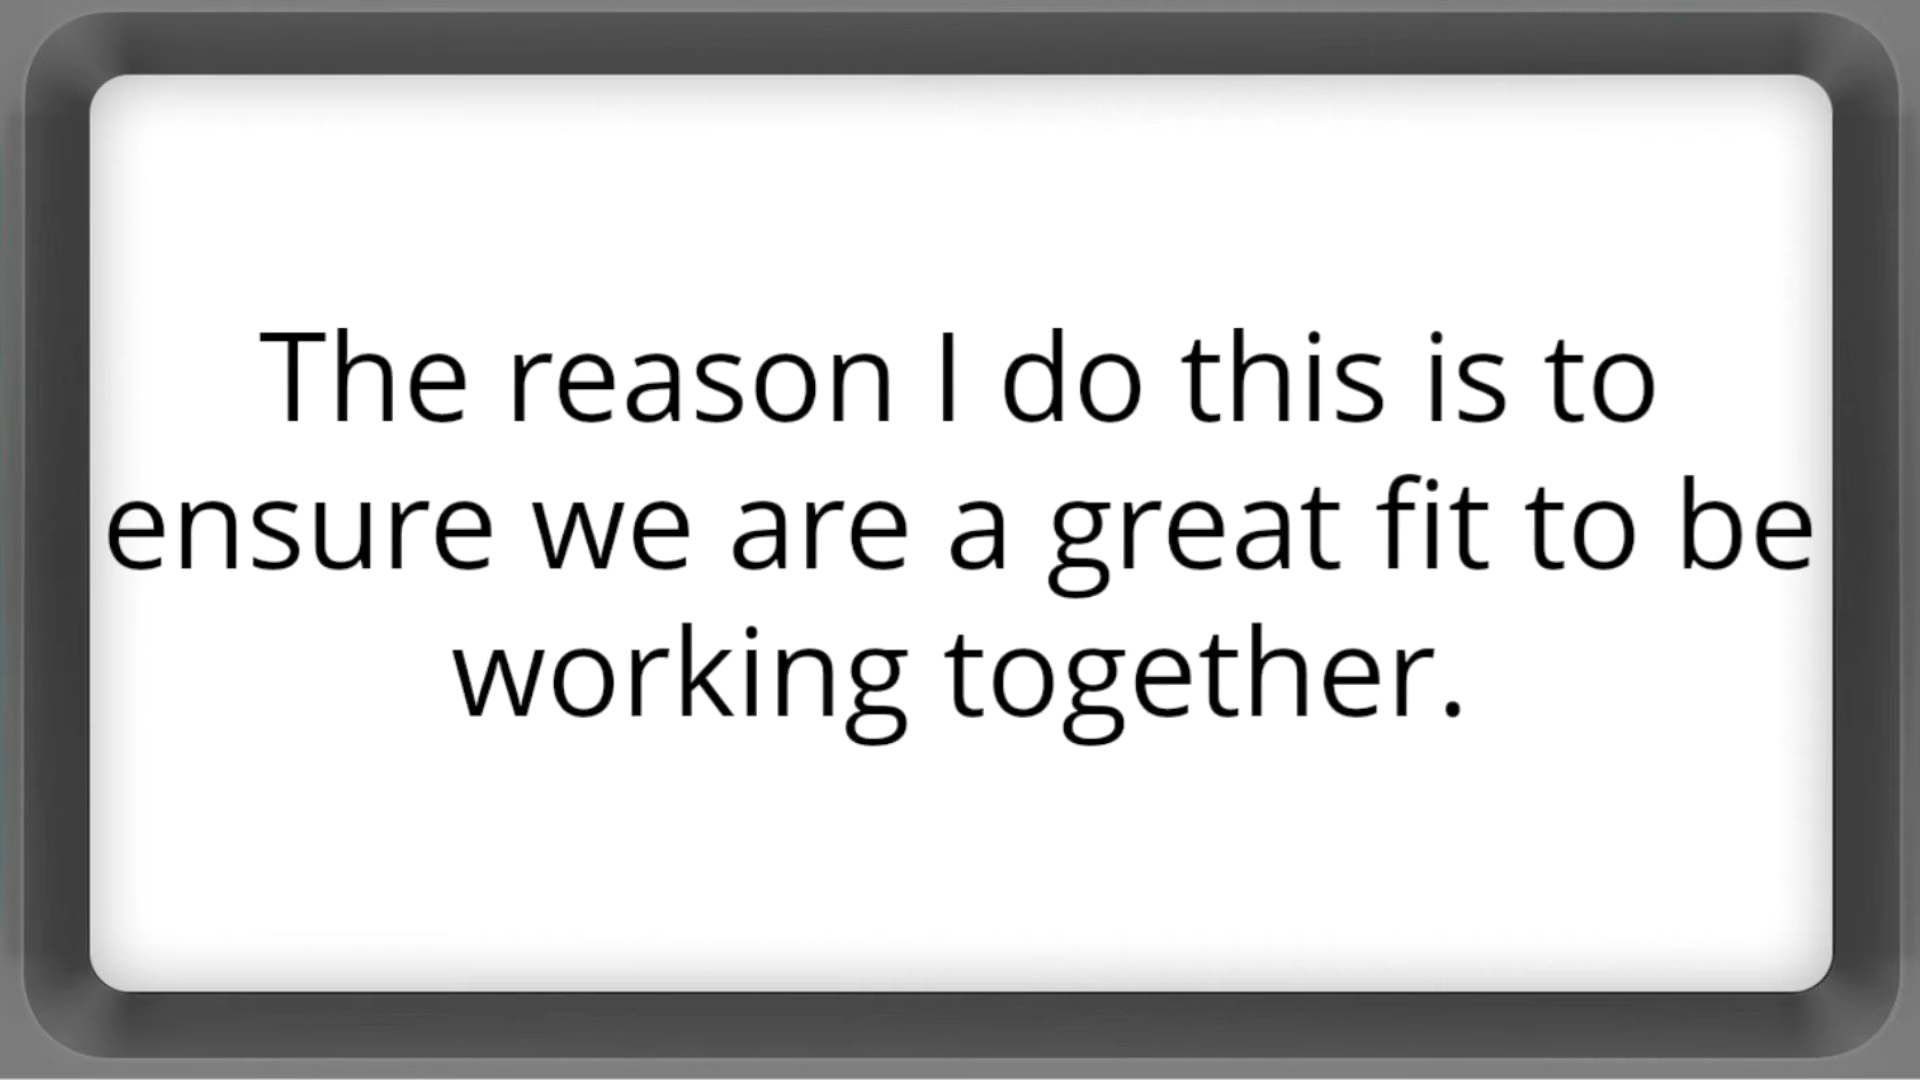 The reason I do this is to
ensure we are a great fit to be
working together.